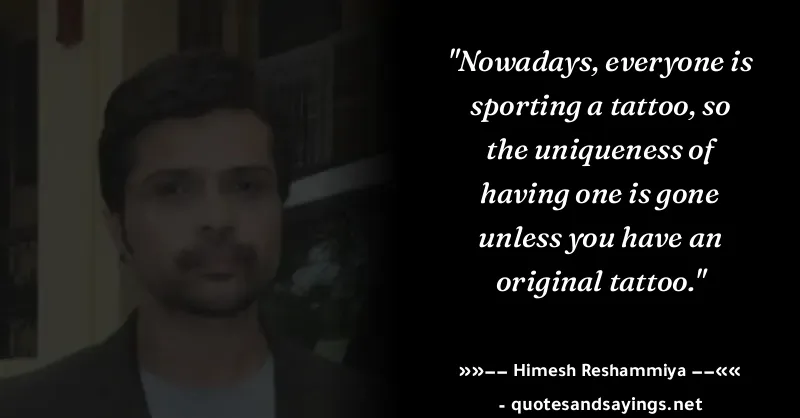 "Nowadays, everyone is
sporting a tattoo, so
the uniqueness of
having one is gone
unless you have an
original tattoo."
»»–– Himesh Reshammiya ––««
- quotesandsayings.net